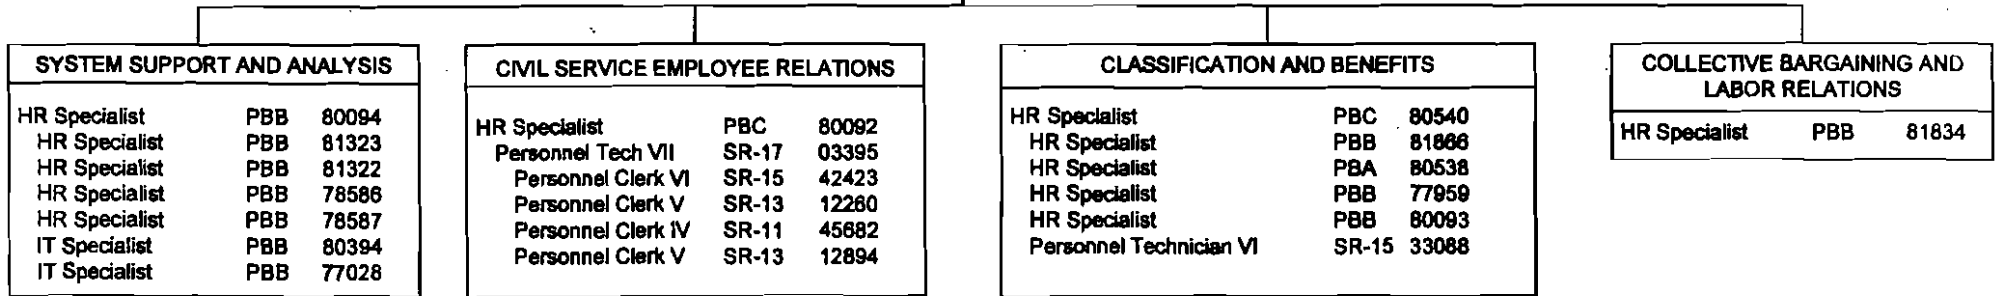 SYSTEM SUPPORT AND ANALYSIS
HR Specialist PBB 80094
HR Specialist PBB 81323
HR Specialist PBB 81322
HR Specialist PBB 78586
HR Specialist PBB 78587
IT Specialist PBB 80394
IT Specialist PBB 77028
CIVIL SERVICE EMPLOYEE RELATIONS
HR Specialist PBC 80092
Personnel Tech VII SR-17 03395
Personnel Clerk VI SR-15 42423
Personnel Clerk V SR-13 12260
Personnel Clerk IV SR-11 45682
Personnel Clerk V SR-13 12894
CLASSIFICATION AND BENEFITS
HR Specialist PBC 80540
HR Specialist PBB 81866
HR Specialist PBA 80538
HR Specialist PBB 77959
HR Specialist PBB 80093
Personnel Technician VI SR-15 33088
COLLECTIVE BARGAINING AND
LABOR RELATIONS
HR Specialist PBB 81834